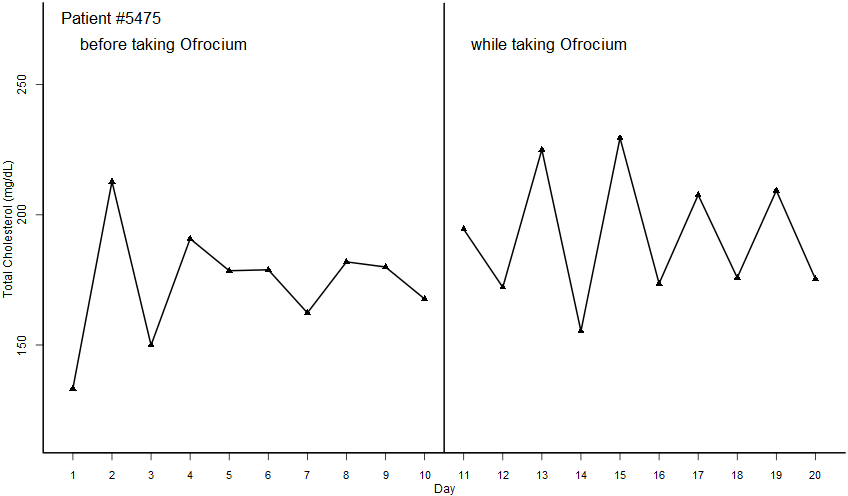 Patient #5475
before taking Ofrocium
while taking Ofrocium
Total Cholesterol (mg/dL)
250
200
150
1 2 3 4 5 6 7 8 9 10 11 12 13 14 15 16 17 18 19 20
Day